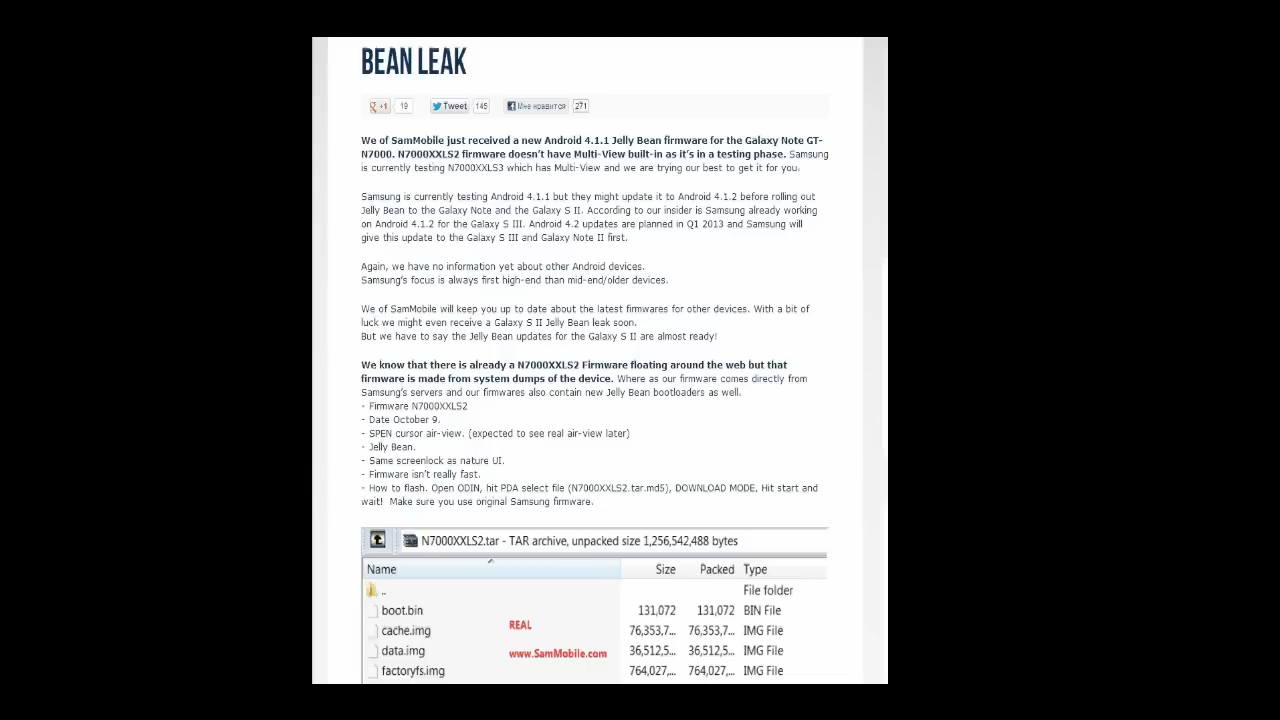 BEAN LEAK
+1 19 Tweet 145 Мне нравится 271
We of SamMobile just received a new Android 4.1.1 Jelly Bean firmware for the Galaxy Note GT-
N7000. N7000XXLS2 firmware doesn't have Multi-View built-in as it's in a testing phase. Samsung
is currently testing N7000XXLS3 which has Multi-View and we are trying our best to get it for you.
Samsung is currently testing Android 4.1.1 but they might update it to Android 4.1.2 before rolling out
Jelly Bean to the Galaxy Note and the Galaxy S II. According to our insider is Samsung already working
on Android 4.1.2 for the Galaxy S III. Android 4.2 updates are planned in Q1 2013 and Samsung will
give this update to the Galaxy S III and Galaxy Note II first.
Again, we have no information yet about other Android devices.
Samsung's focus is always first high-end than mid-end/older devices.
We of SamMobile will keep you up to date about the latest firmwares for other devices. With a bit of
luck we might even receive a Galaxy S II Jelly Bean leak soon.
But we have to say the Jelly Bean updates for the Galaxy S II are almost ready!
We know that there is already a N7000XXLS2 Firmware floating around the web but that
firmware is made from system dumps of the device. Where as our firmware comes directly from
Samsung's servers and our firmwares also contain new Jelly Bean bootloaders as well.
- Firmware N7000XXLS2
- Date October 9.
- SPEN cursor air-view. (expected to see real air-view later)
- Jelly Bean.
- Same screenlock as nature UI.
- Firmware isn't really fast.
- How to flash. Open ODIN, hit PDA select file (N7000XXLS2.tar.md5), DOWNLOAD MODE, Hit start and
wait! Make sure you use original Samsung firmware.
N7000XXLS2.tar - TAR archive, unpacked size 1,256,542,488 bytes
Name Size Packed Type
.. File folder
boot.bin 131,072 131,072 BIN File
cache.img 76,353,7... 76,353,7... IMG File
data.img 36,512,5... 36,512,5... IMG File
factoryfs.img 764,027,... 764,027,... IMG File
REAL
www.SamMobile.com